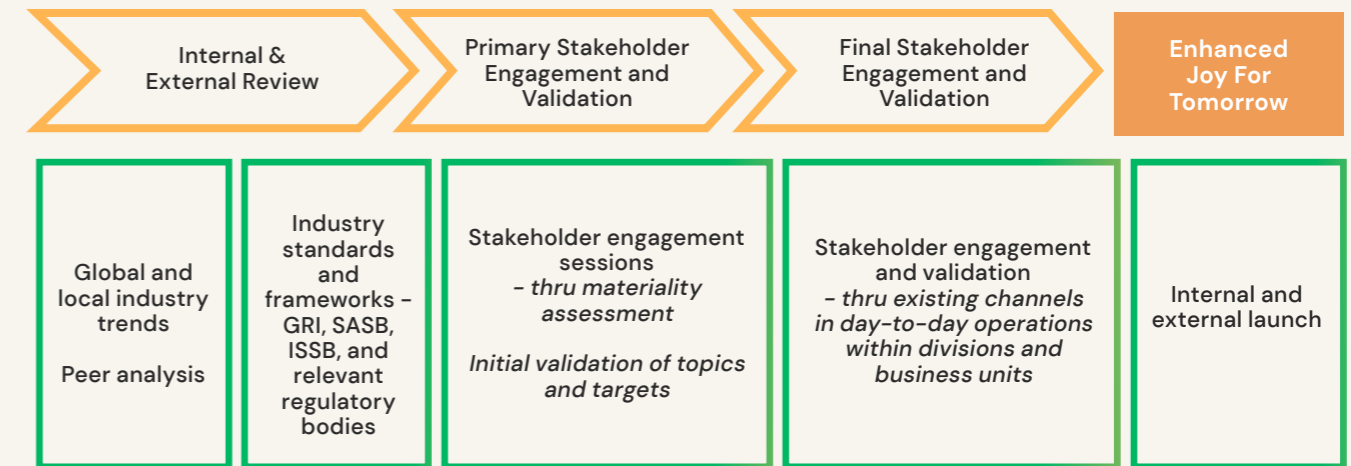 Internal &
External Review
Primary Stakeholder
Engagement and
Validation
Final Stakeholder
Engagement and
Validation
Enhanced
Joy For
Tomorrow
Global and
local industry
trends
Peer analysis
Industry
standards
and
frameworks -
GRI, SASB,
ISSB, and
relevant
regulatory
bodies
Stakeholder engagement
sessions
- thru materiality
assessment
Initial validation of topics
and targets
Stakeholder engagement
and validation
- thru existing channels
in day-to-day operations
within divisions and
business units
Internal and
external launch